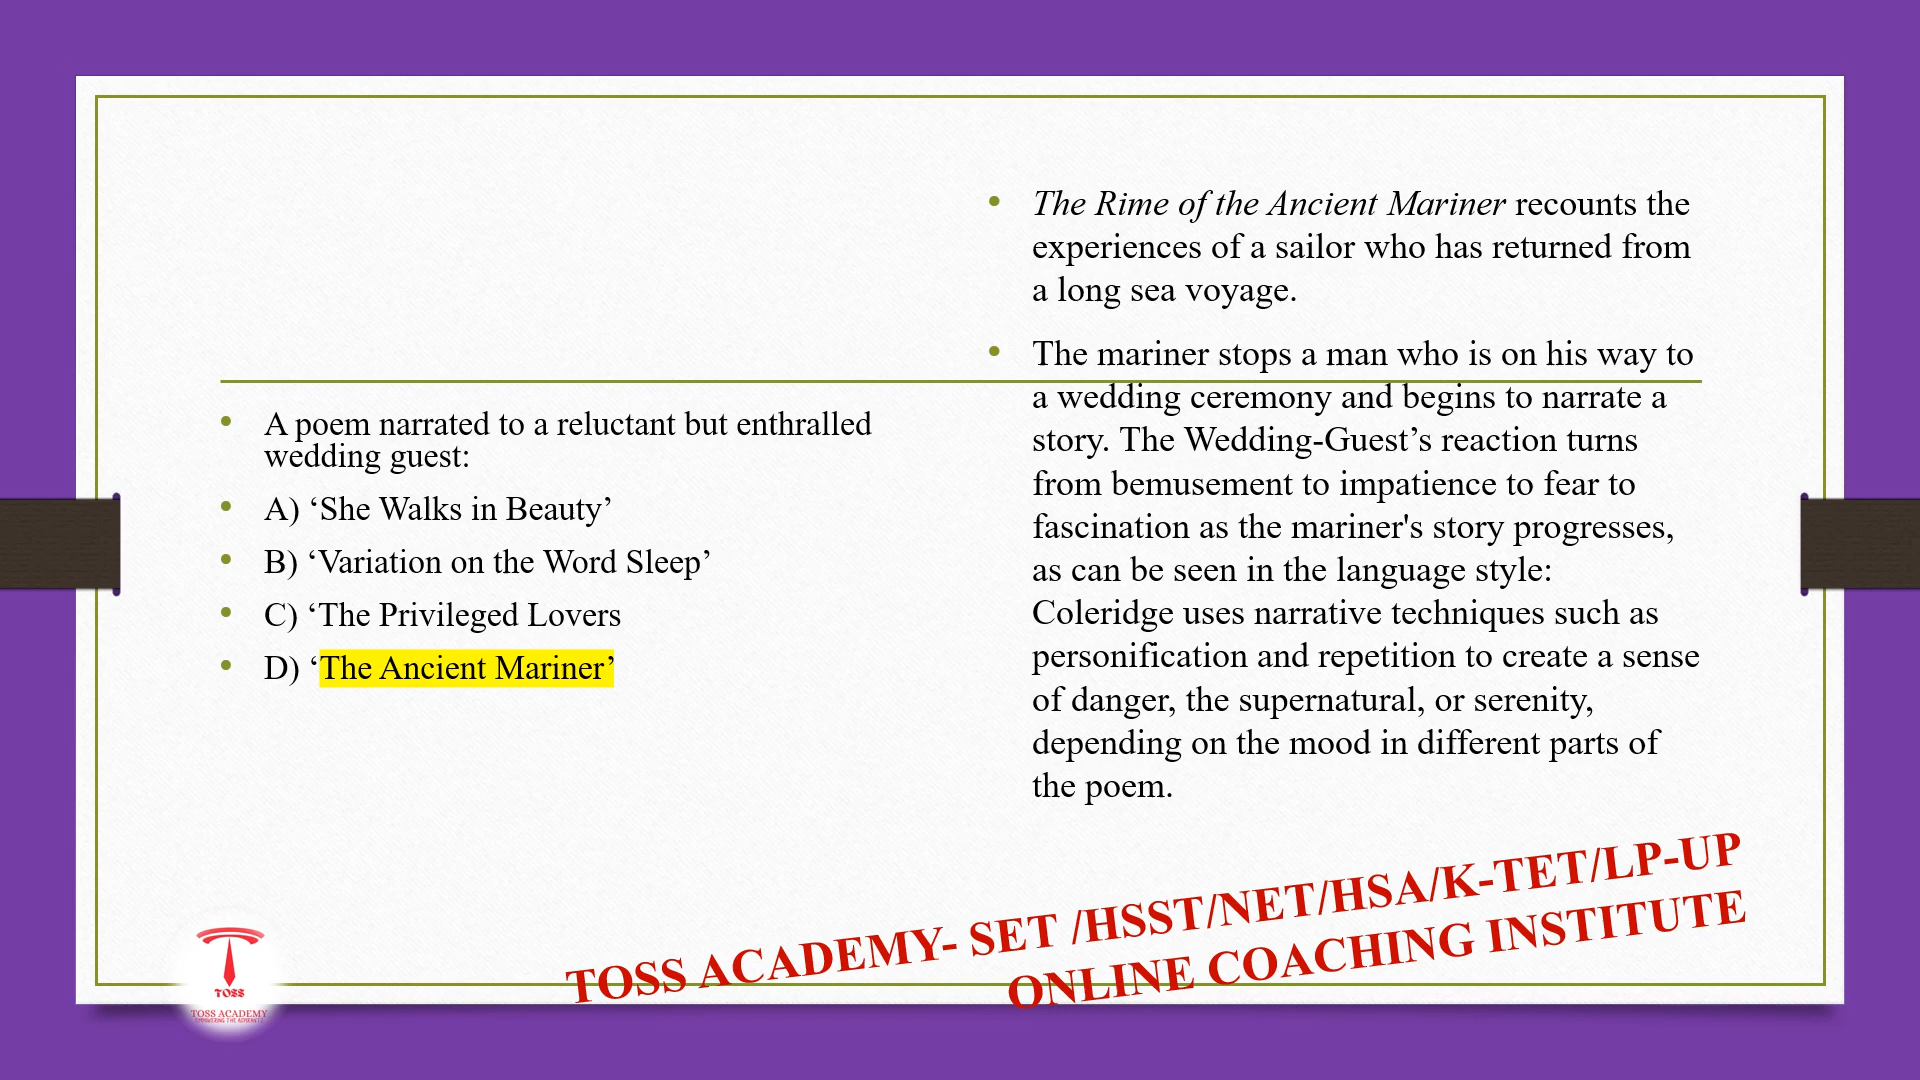 A poem narrated to a reluctant but enthralled
wedding guest:
A) ‘She Walks in Beauty’
B) ‘Variation on the Word Sleep’
C) ‘The Privileged Lovers
D) ‘The Ancient Mariner’
The Rime of the Ancient Mariner recounts the
experiences of a sailor who has returned from
a long sea voyage.
The mariner stops a man who is on his way to
a wedding ceremony and begins to narrate a
story. The Wedding-Guest’s reaction turns
from bemusement to impatience to fear to
fascination as the mariner's story progresses,
as can be seen in the language style:
Coleridge uses narrative techniques such as
personification and repetition to create a sense
of danger, the supernatural, or serenity,
depending on the mood in different parts of
the poem.
TOSS ACADEMY- SET /HSST/NET/HSA/K-TET/LP-UP
ONLINE COACHING INSTITUTE
TOSS
TOSS ACADEMY
EMPOWERING THE ASPIRANTS